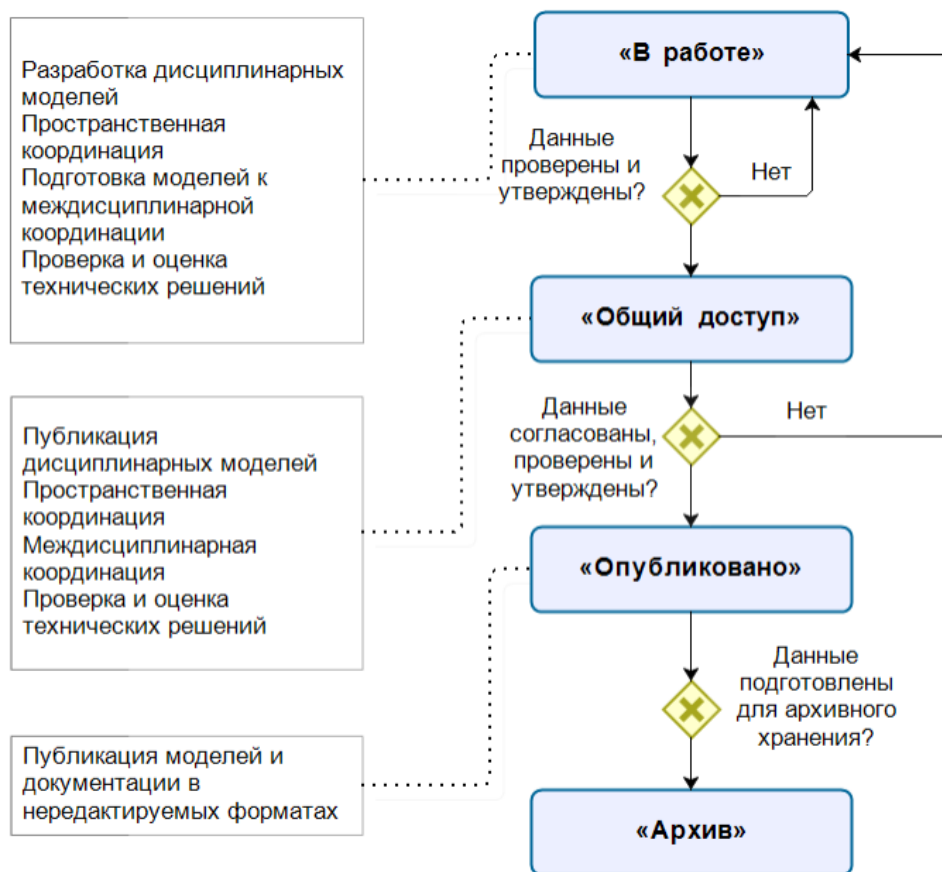 «В работе»
Разработка дисциплинарных
моделей
Пространственная
координация
Подготовка моделей к
междисциплинарной
координации
Проверка и оценка
технических решений
Данные
проверены и
утверждены?
Нет
«Общий доступ»
Публикация
дисциплинарных моделей
Пространственная
координация
Междисциплинарная
координация
Проверка и оценка
технических решений
Данные
согласованы,
проверены и
утверждены?
Нет
«Опубликовано»
Публикация моделей и
документации в
нередактируемых форматах
Данные
подготовлены
для архивного
хранения?
«Архив»